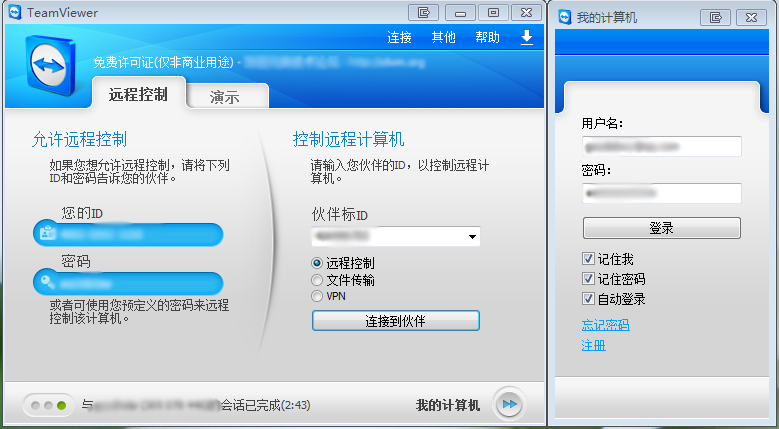 TeamViewer
连接 其他 帮助
免费许可证(仅非商业用途) -
远程控制 演示
允许远程控制
如果您想允许远程控制，请将下列
ID和密码告诉您的伙伴。
您的ID
密码
或者可使用您预定义的密码来远程
控制该计算机。
控制远程计算机
请输入您伙伴的ID，以控制远程计
算机。
伙伴标ID
远程控制
文件传输
VPN
连接到伙伴
与 会话已完成(2:43)
我的计算机
我的计算机
用户名:
密码:
登录
记住我
记住密码
自动登录
忘记密码
注册